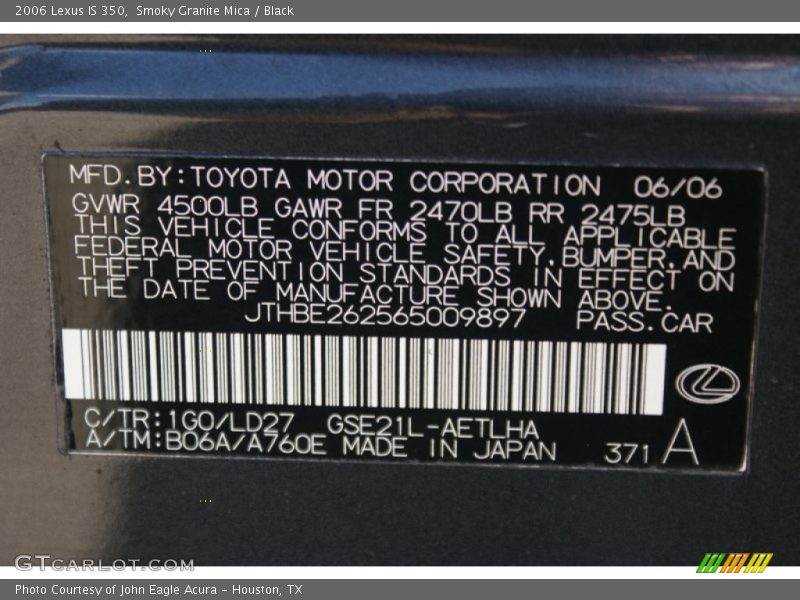 2006 Lexus IS 350, Smoky Granite Mica / Black
MFD.BY:TOYOTA MOTOR CORPORATION 06/06
GVWR 4500LB GAWR FR 2470LB RR 2475LB
THIS VEHICLE CONFORMS TO ALL APPLICABLE
FEDERAL MOTOR VEHICLE SAFETY,BUMPER,AND
THEFT PREVENTION STANDARDS IN EFFECT ON
THE DATE OF MANUFACTURE SHOWN ABOVE.
JTHBE262565009897 PASS.CAR
C/TR:1G0/LD27 GSE21L-AETLHA
A/TM:B06A/A760E MADE IN JAPAN 371 A
GTCARLOT.COM
Photo Courtesy of John Eagle Acura - Houston, TX